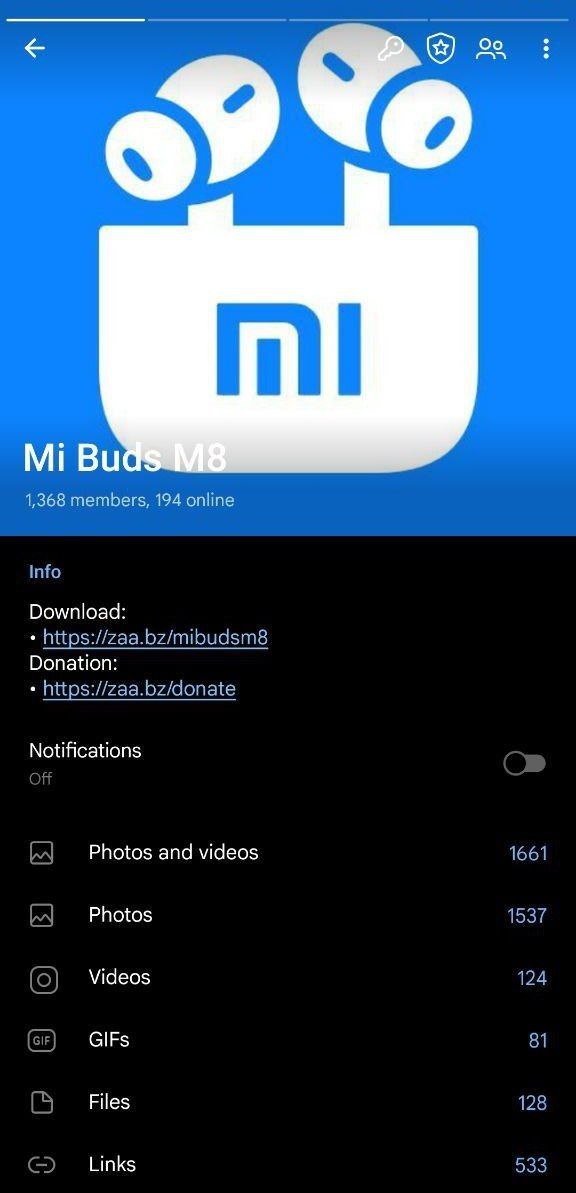 mi
Mi Buds M8
1,368 members, 194 online
Info
Download:
• https://zaa.bz/mibudsm8
Donation:
• https://zaa.bz/donate
Notifications
Off
Photos and videos 1661
Photos 1537
Videos 124
GIF GIFs 81
Files 128
Links 533